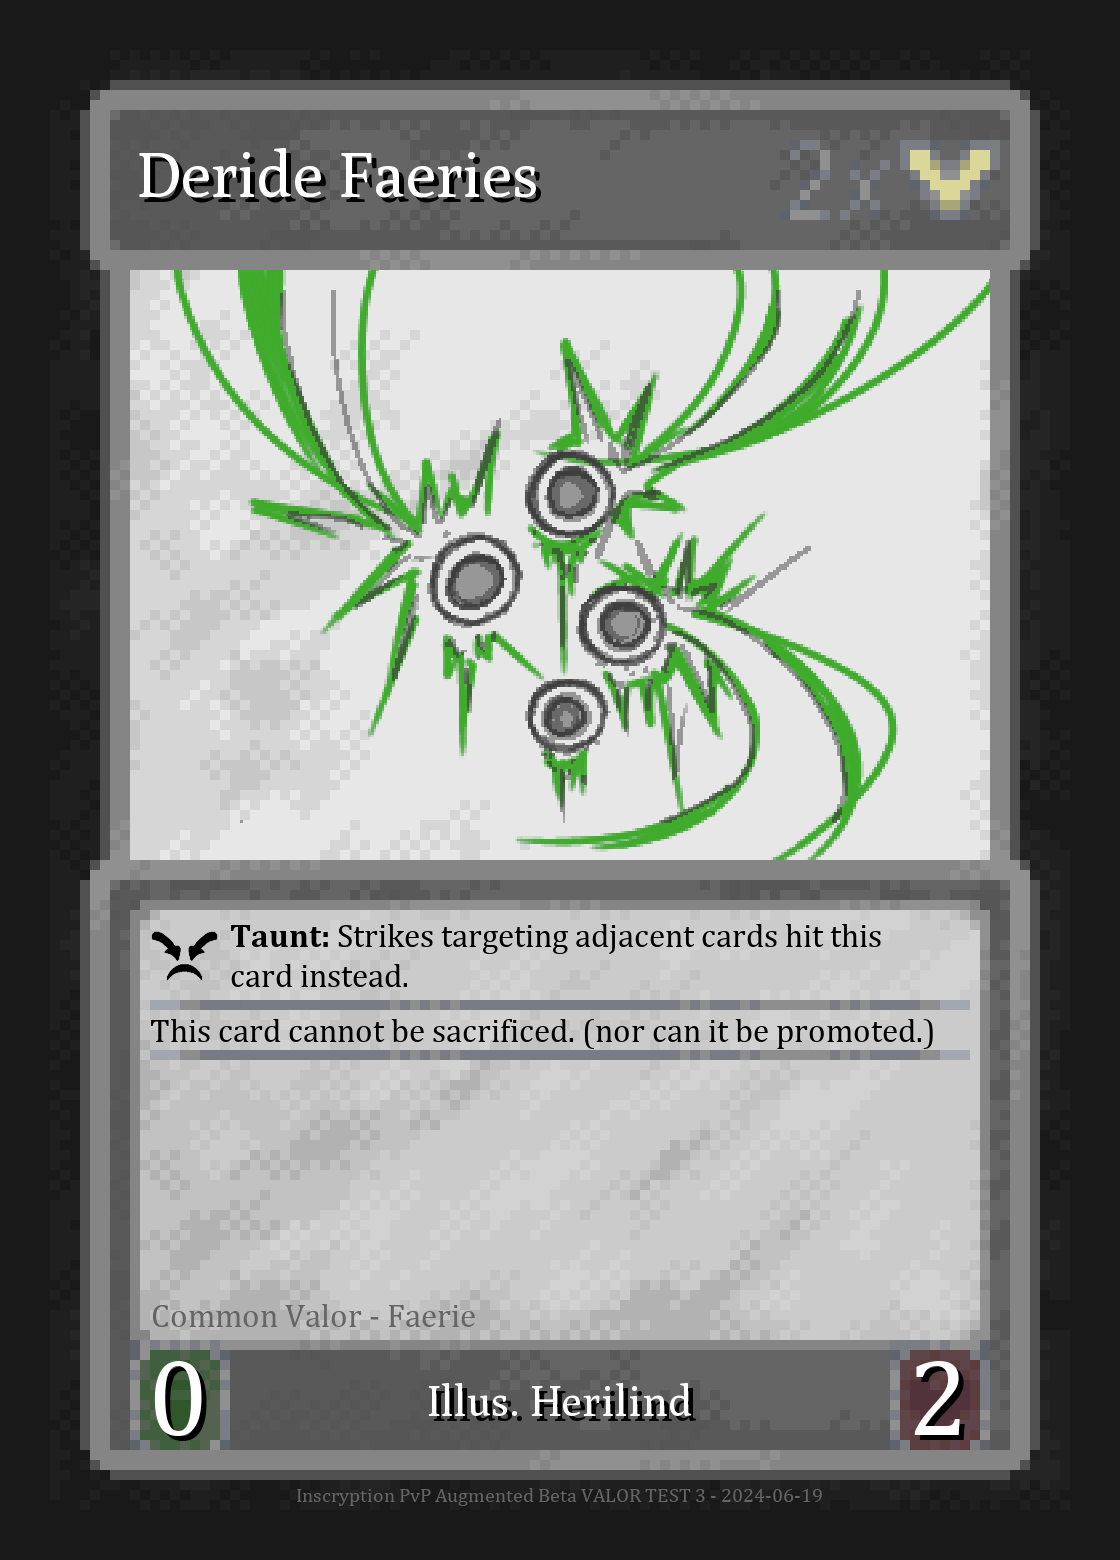 Deride Faeries 2x
Taunt: Strikes targeting adjacent cards hit this
card instead.
This card cannot be sacrificed. (nor can it be promoted.)
Common Valor - Faerie
0 Illus. Herilind 2
Inscryption PvP Augmented Beta VALOR TEST 3 - 2024-06-19